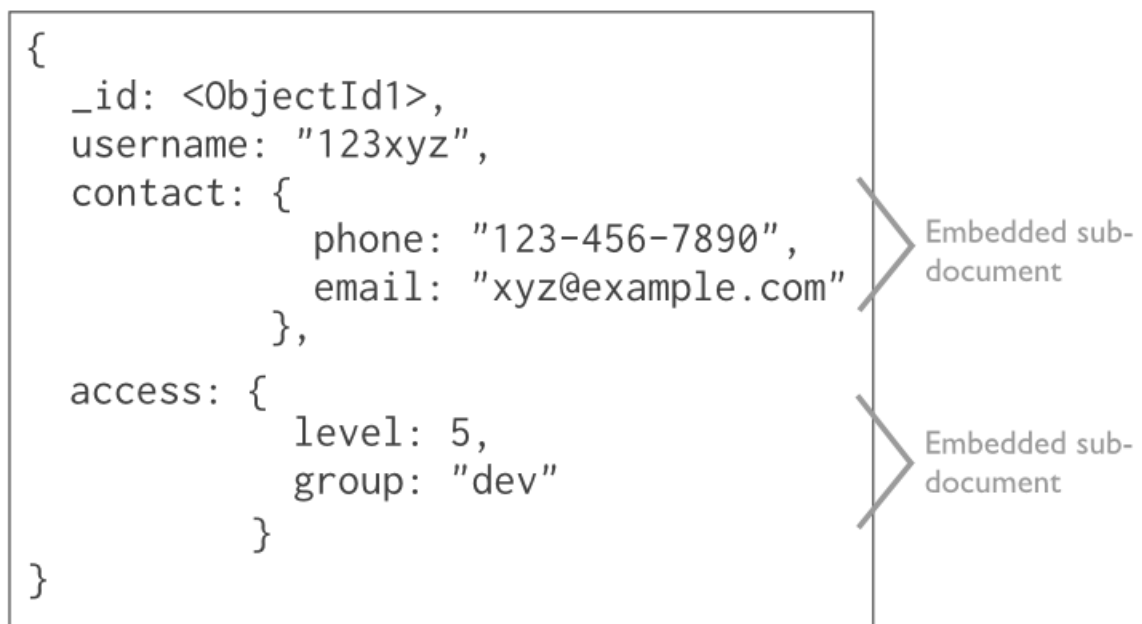 {
_id: <ObjectId1>,
username: "123xyz",
contact: {
phone: "123-456-7890",
email: "xyz@example.com"
},
access: {
level: 5,
group: "dev"
}
}
Embedded sub-
document
Embedded sub-
document